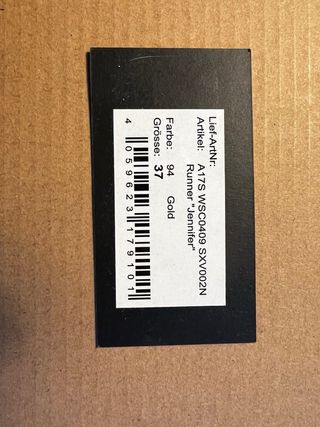 Lief-ArtNr:
Artikel: A17S WSC0409 SXV002N
Runner "Jennifer"
Farbe: 94 Gold
Grösse: 37
4 059623 179101